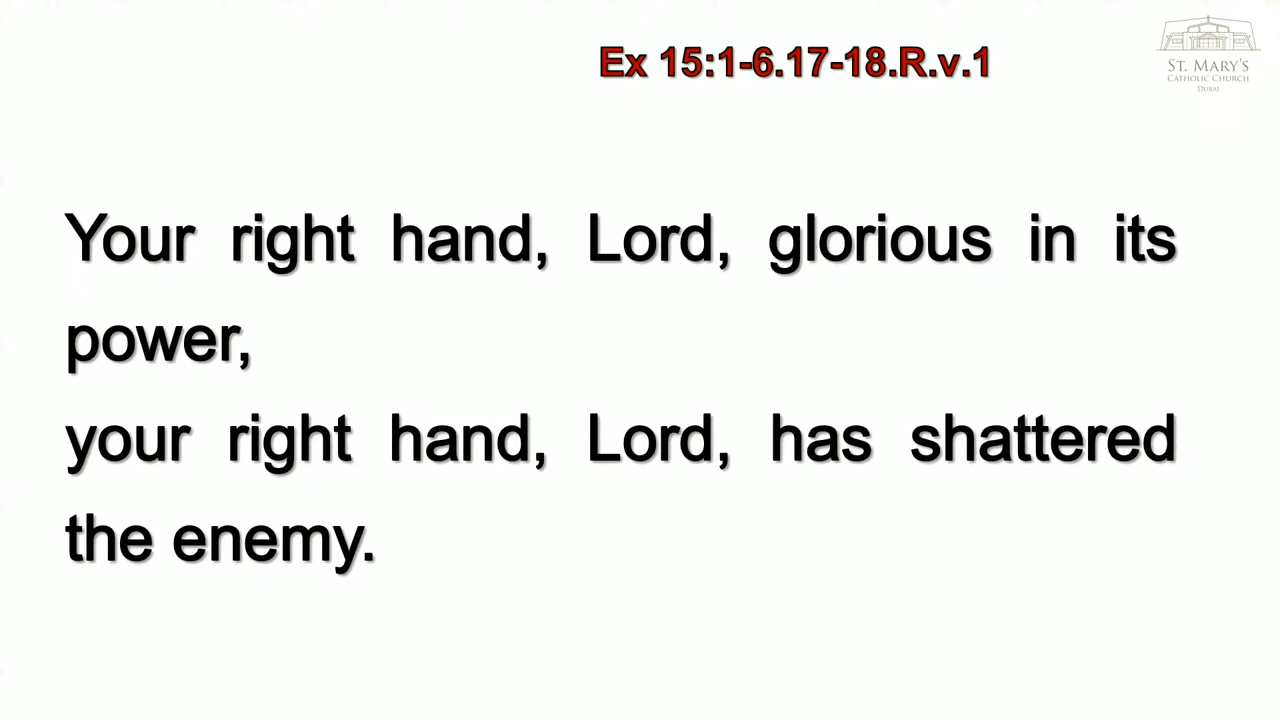 Ex 15:1-6.17-18.R.v.1
ST. MARY'S
CATHOLIC CHURCH
DUBAI
Your right hand, Lord, glorious in its
power,
your right hand, Lord, has shattered
the enemy.